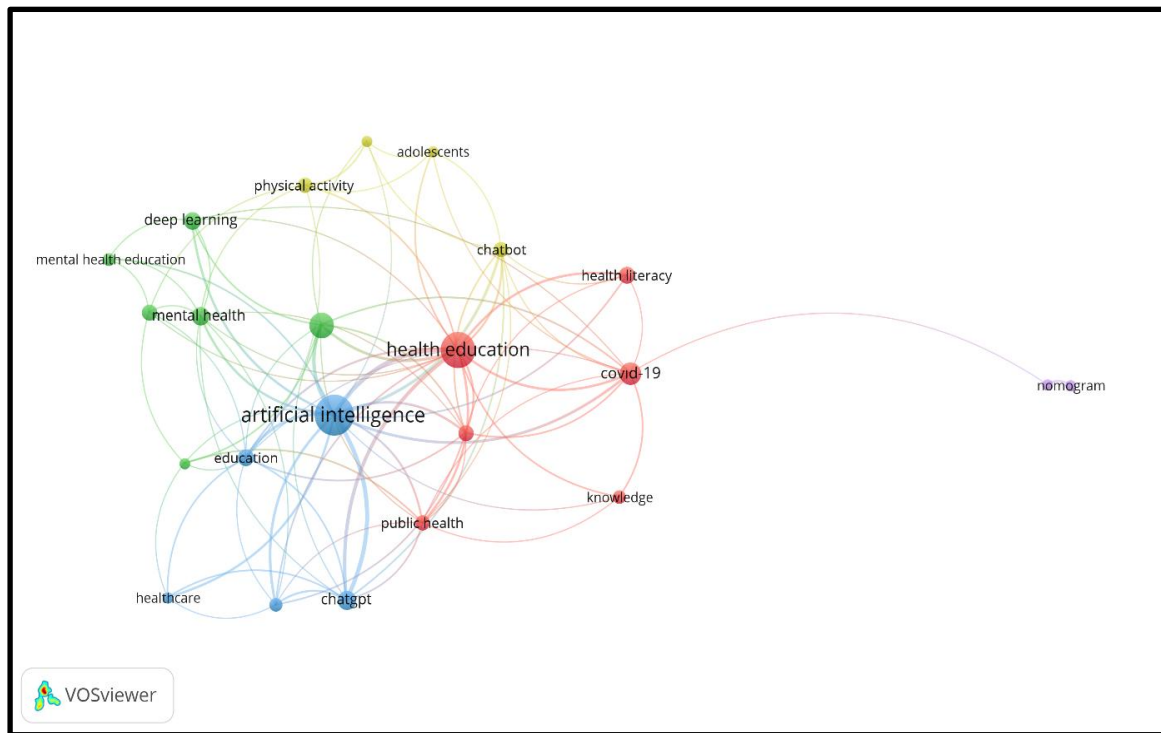 adolescents
physical activity
deep learning
chatbot
mental health education
health literacy
mental health
health education
covid-19
nomogram
artificial intelligence
education
knowledge
public health
healthcare
chatgpt
VOSviewer